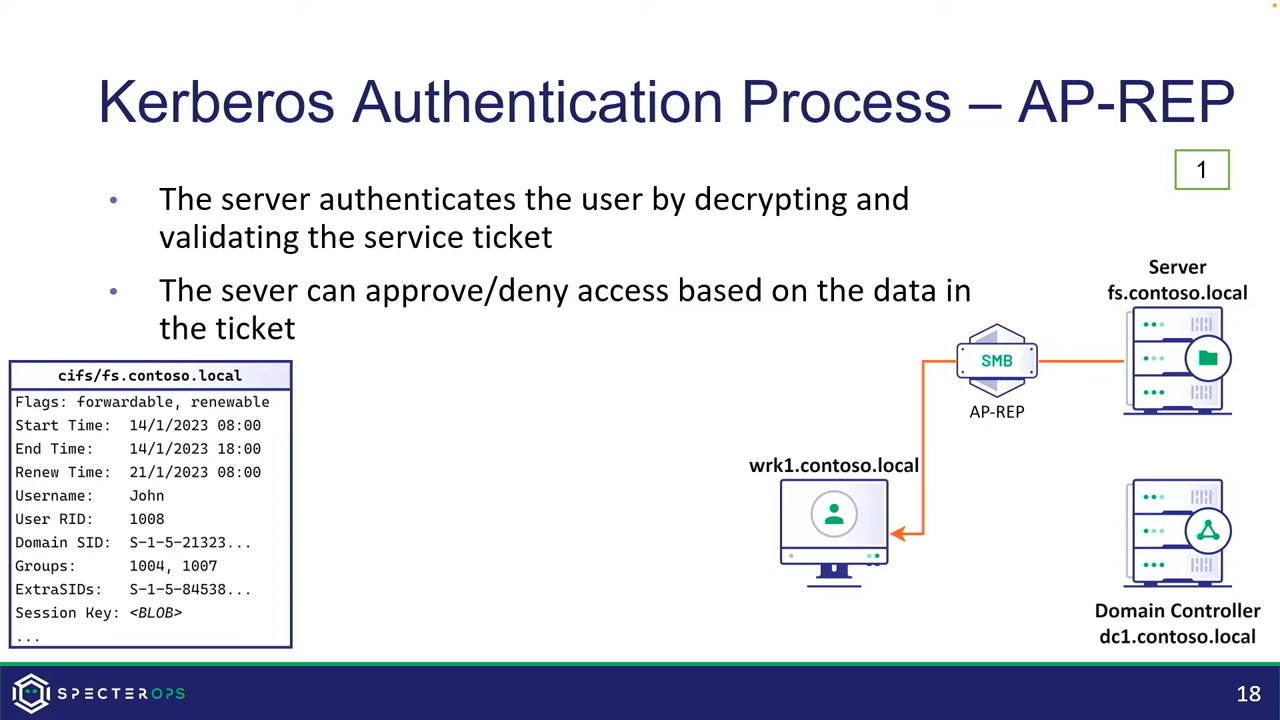 Kerberos Authentication Process – AP-REP
1
• The server authenticates the user by decrypting and
validating the service ticket
• The sever can approve/deny access based on the data in
the ticket
cifs/fs.contoso.local
Flags: forwardable, renewable
Start Time: 14/1/2023 08:00
End Time: 14/1/2023 18:00
Renew Time: 21/1/2023 08:00
Username: John
User RID: 1008
Domain SID: S-1-5-21323...
Groups: 1004, 1007
ExtraSIDs: S-1-5-84538...
Session Key: <BLOB>
...
Server
fs.contoso.local
SMB
AP-REP
wrk1.contoso.local
Domain Controller
dc1.contoso.local
SPECTEROPS
18